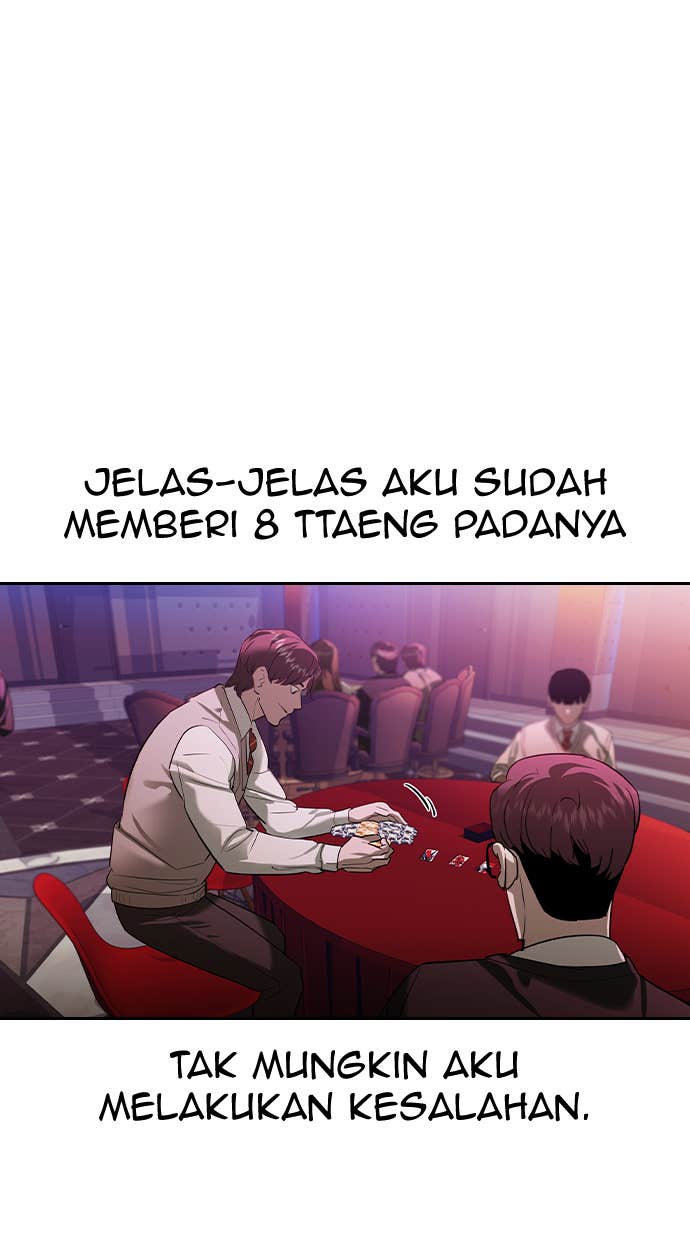 JELAS-JELAS AKU SUDAH
MEMBERI 8 TTAENG PADANYA
TAK MUNGKIN AKU
MELAKUKAN KESALAHAN.